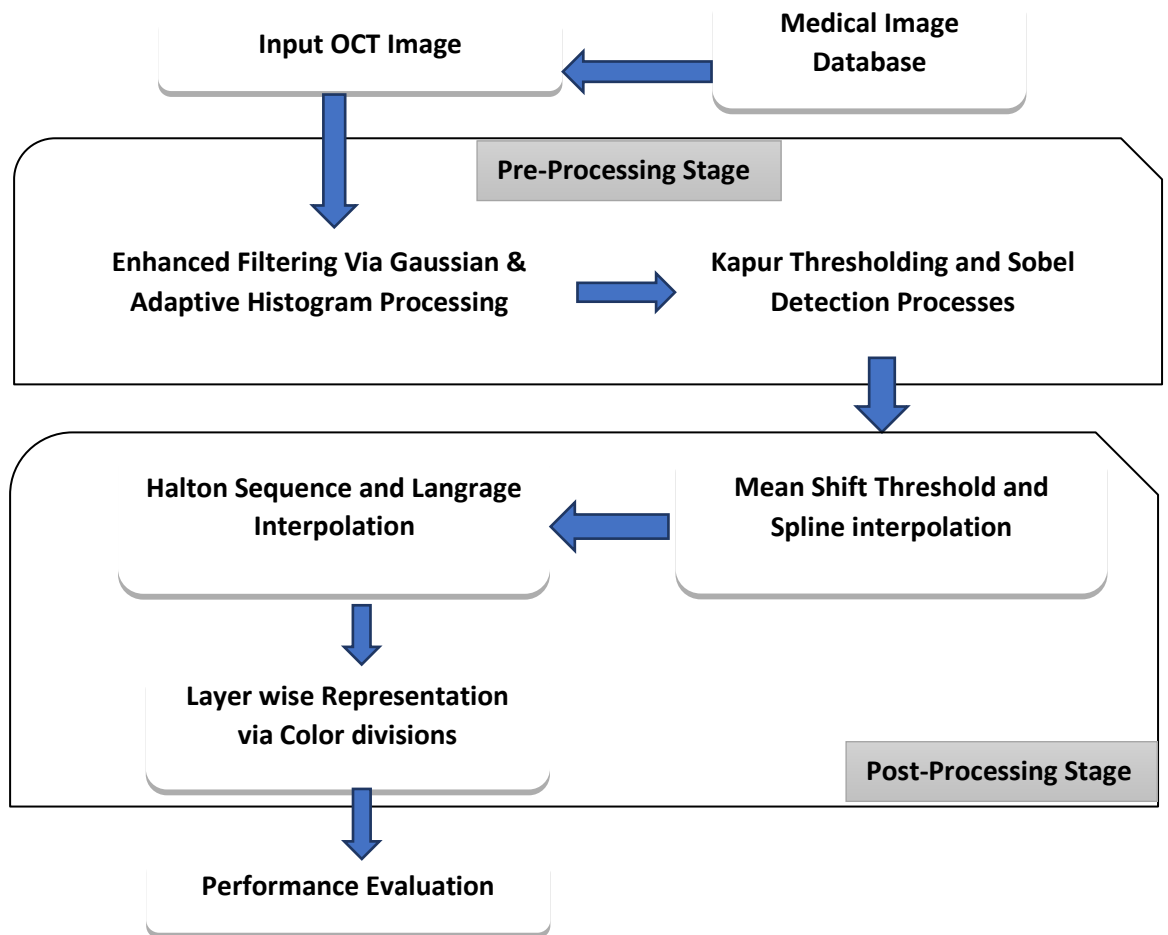 Input OCT Image
Medical Image
Database
Pre-Processing Stage
Enhanced Filtering Via Gaussian &
Adaptive Histogram Processing
Kapur Thresholding and Sobel
Detection Processes
Mean Shift Threshold and
Spline interpolation
Halton Sequence and Langrage
Interpolation
Layer wise Representation
via Color divisions
Post-Processing Stage
Performance Evaluation